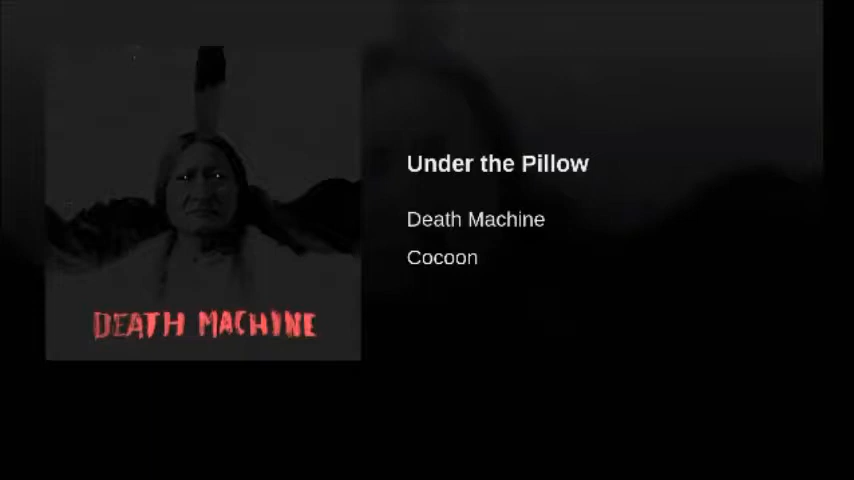 Under the Pillow
Death Machine
Cocoon
DEATH MACHINE